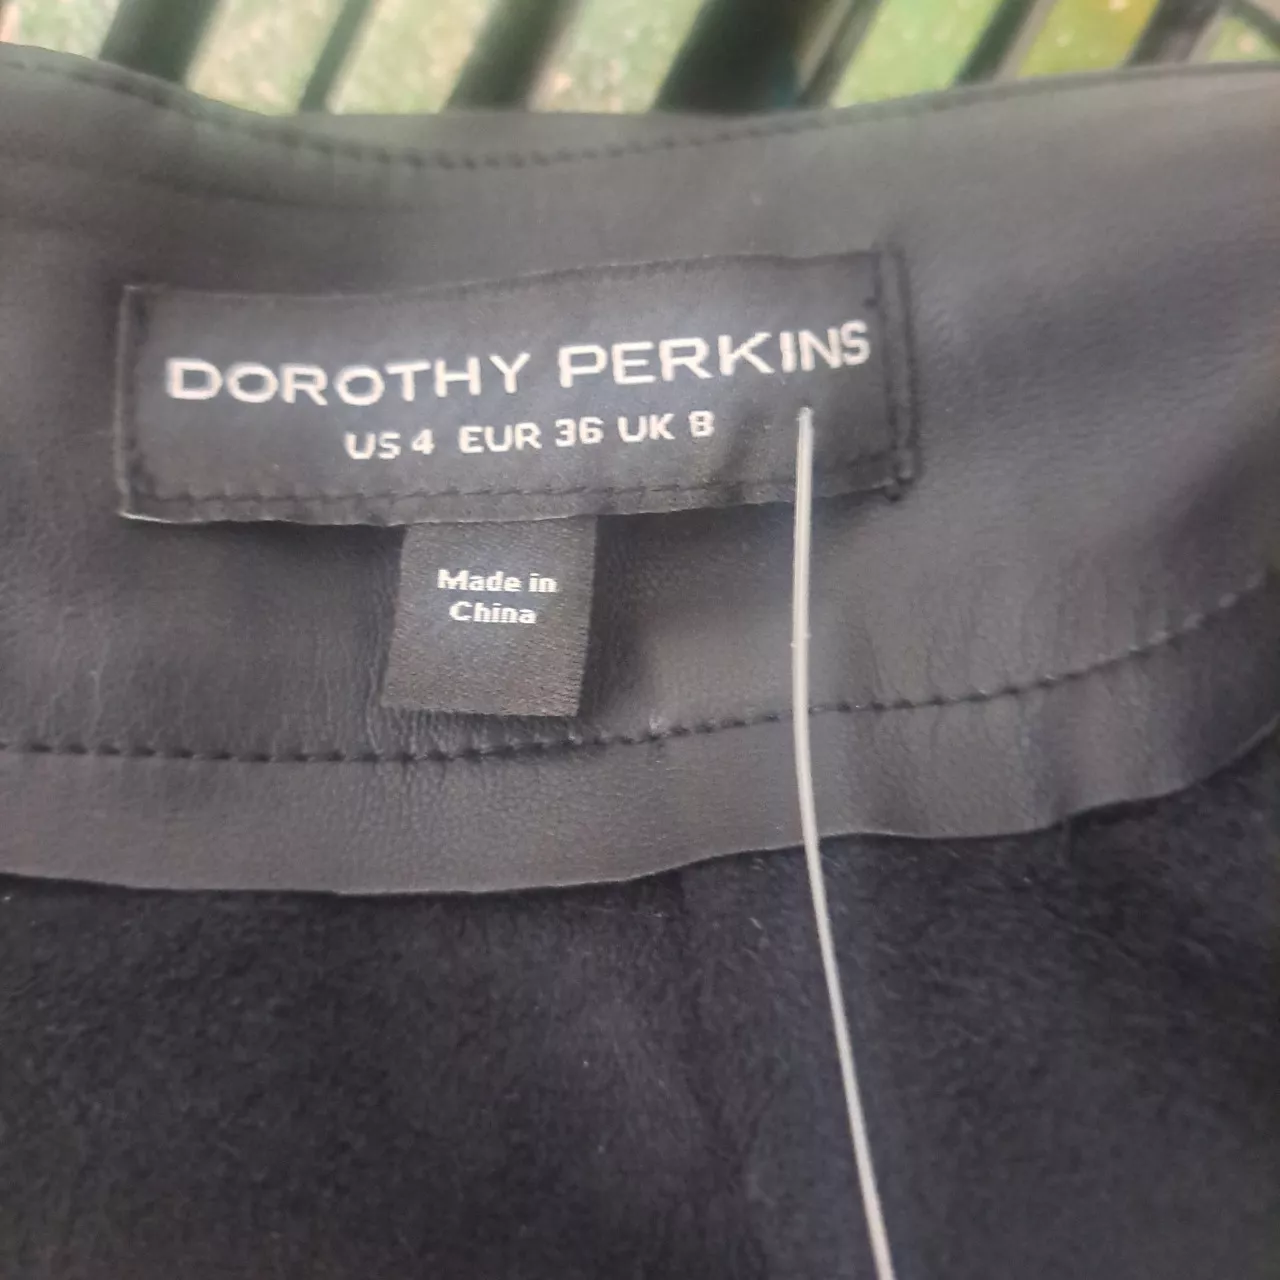 DOROTHY PERKINS
US 4 EUR 36 UK 8
Made in
China